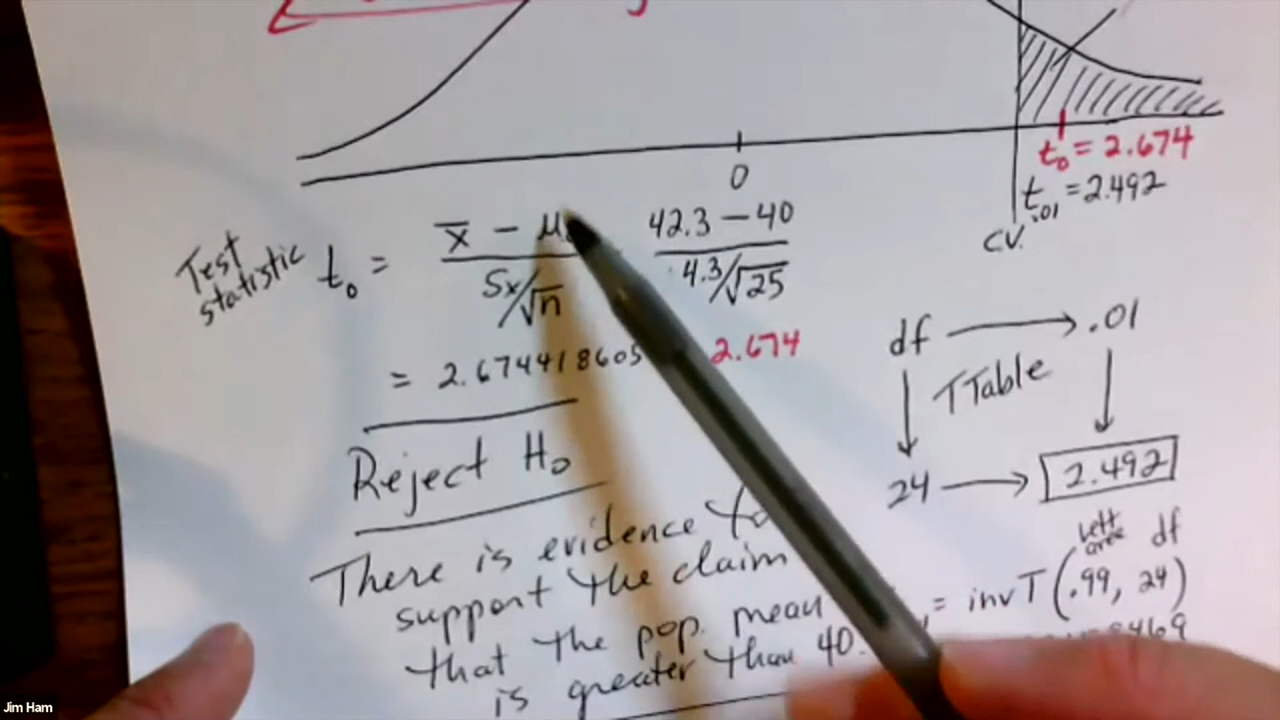 0
t₀ = 2.674
t.01 = 2.492
C.V.
Test
statistic
t₀ =
x̄ − μ
Sx/√n
42.3 − 40
4.3/√25
= 2.674418605
2.674
Reject H₀
There is evidence to
support the claim
that the pop. mean
is greater than 40.
df → .01
T Table
24 → 2.492
Left
area
df
= invT(.99, 24)
Jim Ham